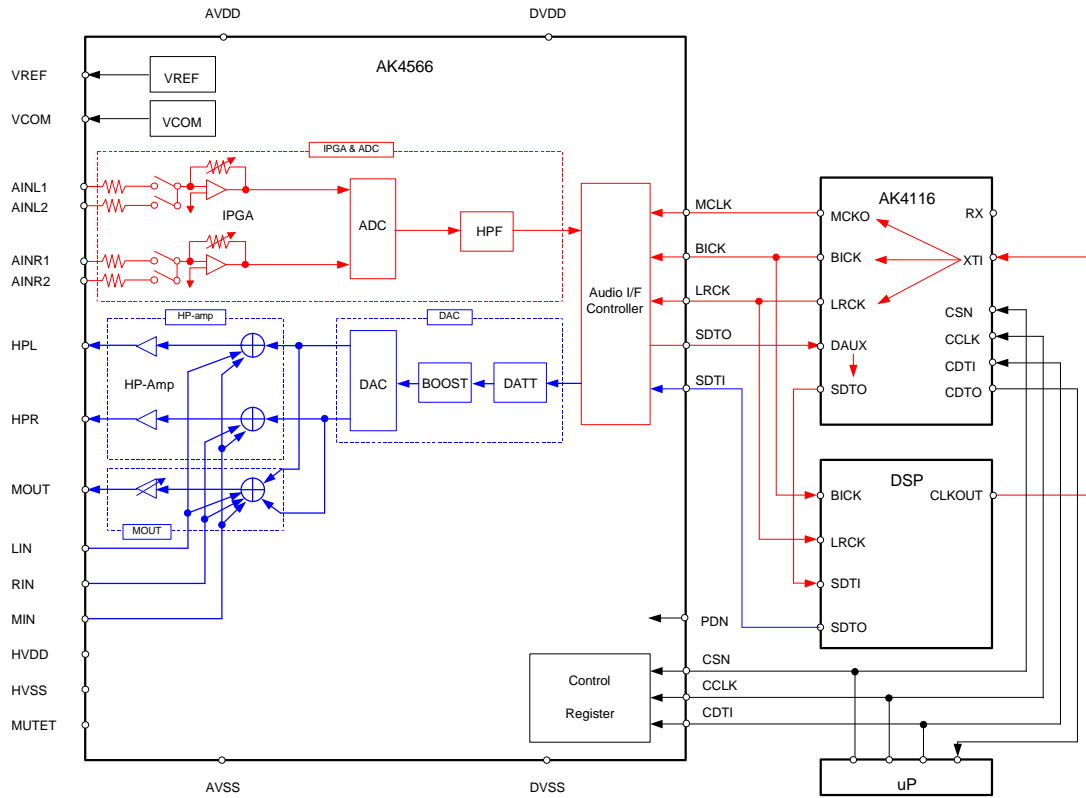 AVDD
DVDD
AK4566
VREF
VREF
VCOM
VCOM
IPGA & ADC
AINL1
AINL2
IPGA
AINR1
AINR2
ADC
HPF
Audio I/F
Controller
MCLK
BICK
LRCK
SDTO
SDTI
AK4116
MCKO
RX
BICK
XTI
LRCK
CSN
CCLK
DAUX
CDTI
SDTO
CDTO
HP-amp
DAC
HPL
HP-Amp
DAC
BOOST
DATT
HPR
MOUT
MOUT
LIN
RIN
MIN
HVDD
HVSS
MUTET
DSP
BICK
CLKOUT
LRCK
SDTI
SDTO
PDN
Control
Register
CSN
CCLK
CDTI
AVSS
DVSS
uP